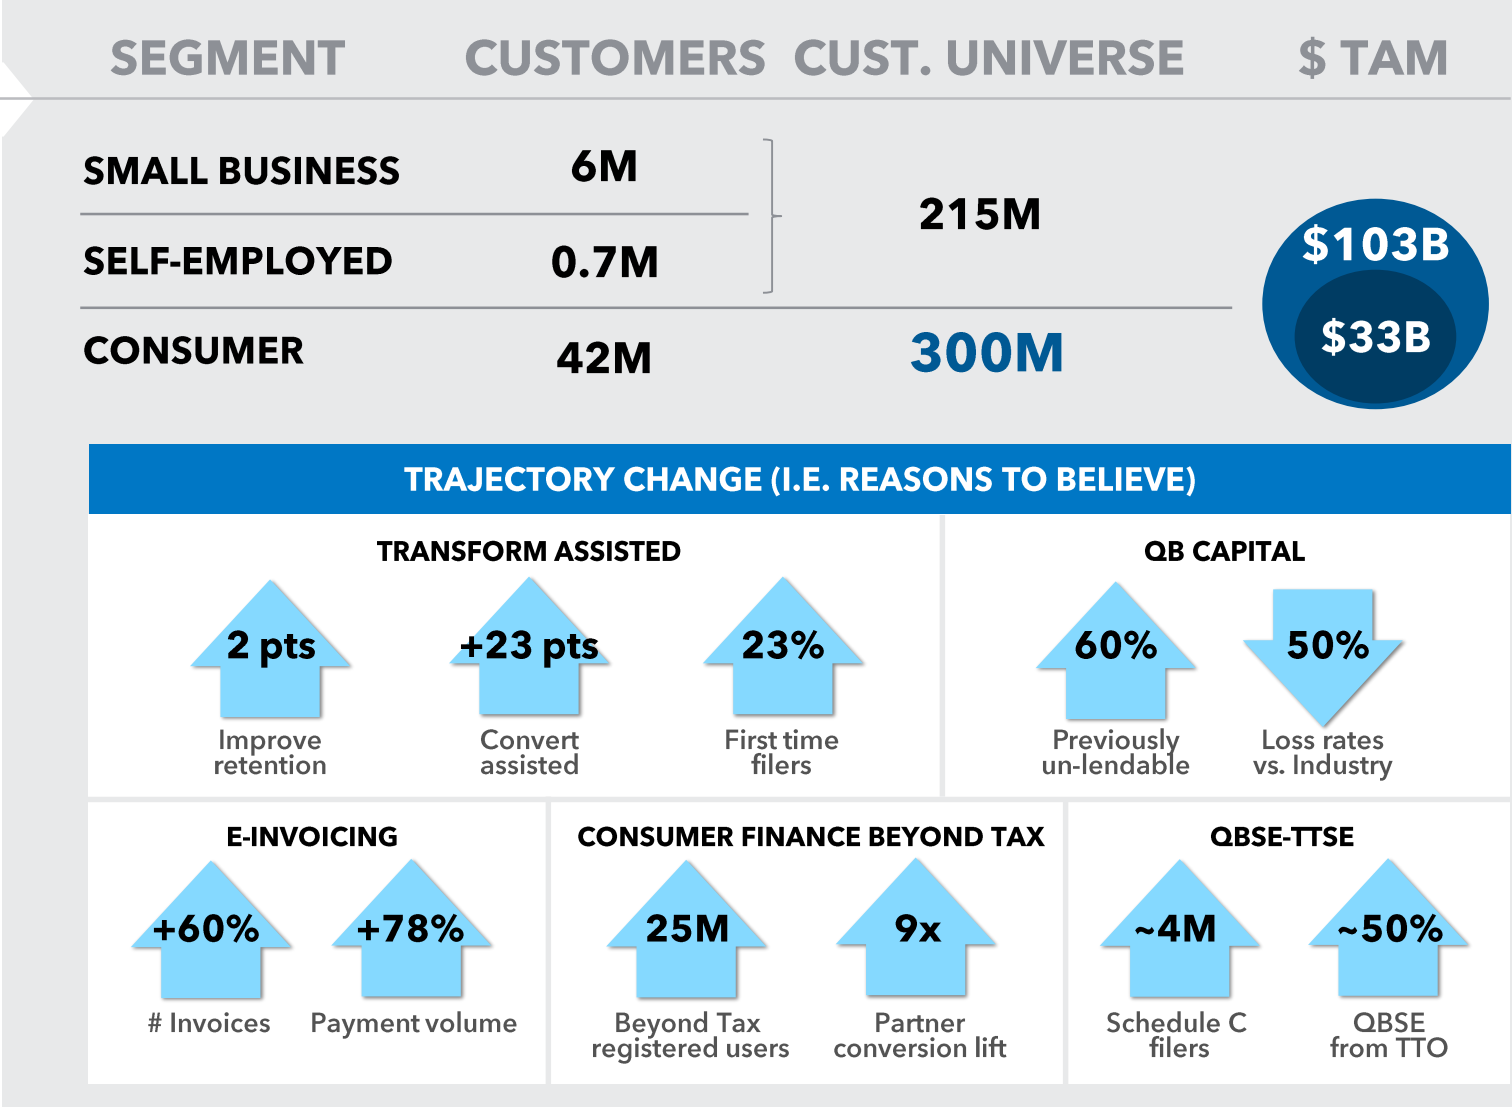 SEGMENT CUSTOMERS CUST. UNIVERSE $ TAM
SMALL BUSINESS 6M
215M
SELF-EMPLOYED 0.7M
$103B
$33B
CONSUMER 42M 300M
TRAJECTORY CHANGE (I.E. REASONS TO BELIEVE)
TRANSFORM ASSISTED
2 pts +23 pts 23%
Improve
retention
Convert
assisted
First time
filers
QB CAPITAL
60% 50%
Previously
un-lendable
Loss rates
vs. Industry
E-INVOICING
+60% +78%
# Invoices Payment volume
CONSUMER FINANCE BEYOND TAX
25M 9x
Beyond Tax
registered users
Partner
conversion lift
QBSE-TTSE
~4M ~50%
Schedule C
filers
QBSE
from TTO